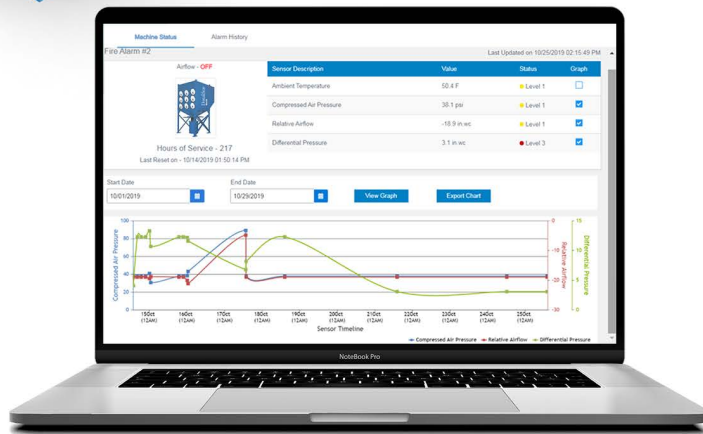 Machine Status Alarm History
Fire Alarm #2 Last Updated on 10/25/2019 02:15:49 PM
Airflow - OFF
Sensor Description Value Status Graph
Ambient Temperature 50.4 F Level 1
Compressed Air Pressure 38.1 psi Level 1
Relative Airflow -18.9 in.wc Level 1
Differential Pressure 3.1 in.wc Level 3
Hours of Service - 217
Last Reset on - 10/14/2019 01:50:14 PM
Start Date End Date
10/01/2019 10/29/2019 View Graph Export Chart
Compressed Air Pressure
100
80
60
40
20
0
0
-10
-20
-30
Relative Airflow
15
10
5
0
Differential Pressure
15Oct 16Oct 17Oct 18Oct 19Oct 20Oct 21Oct 22Oct 23Oct 24Oct 25Oct
(12AM) (12AM) (12AM) (12AM) (12AM) (12AM) (12AM) (12AM) (12AM) (12AM) (12AM)
Sensor Timeline
Compressed Air Pressure Relative Airflow Differential Pressure
NoteBook Pro